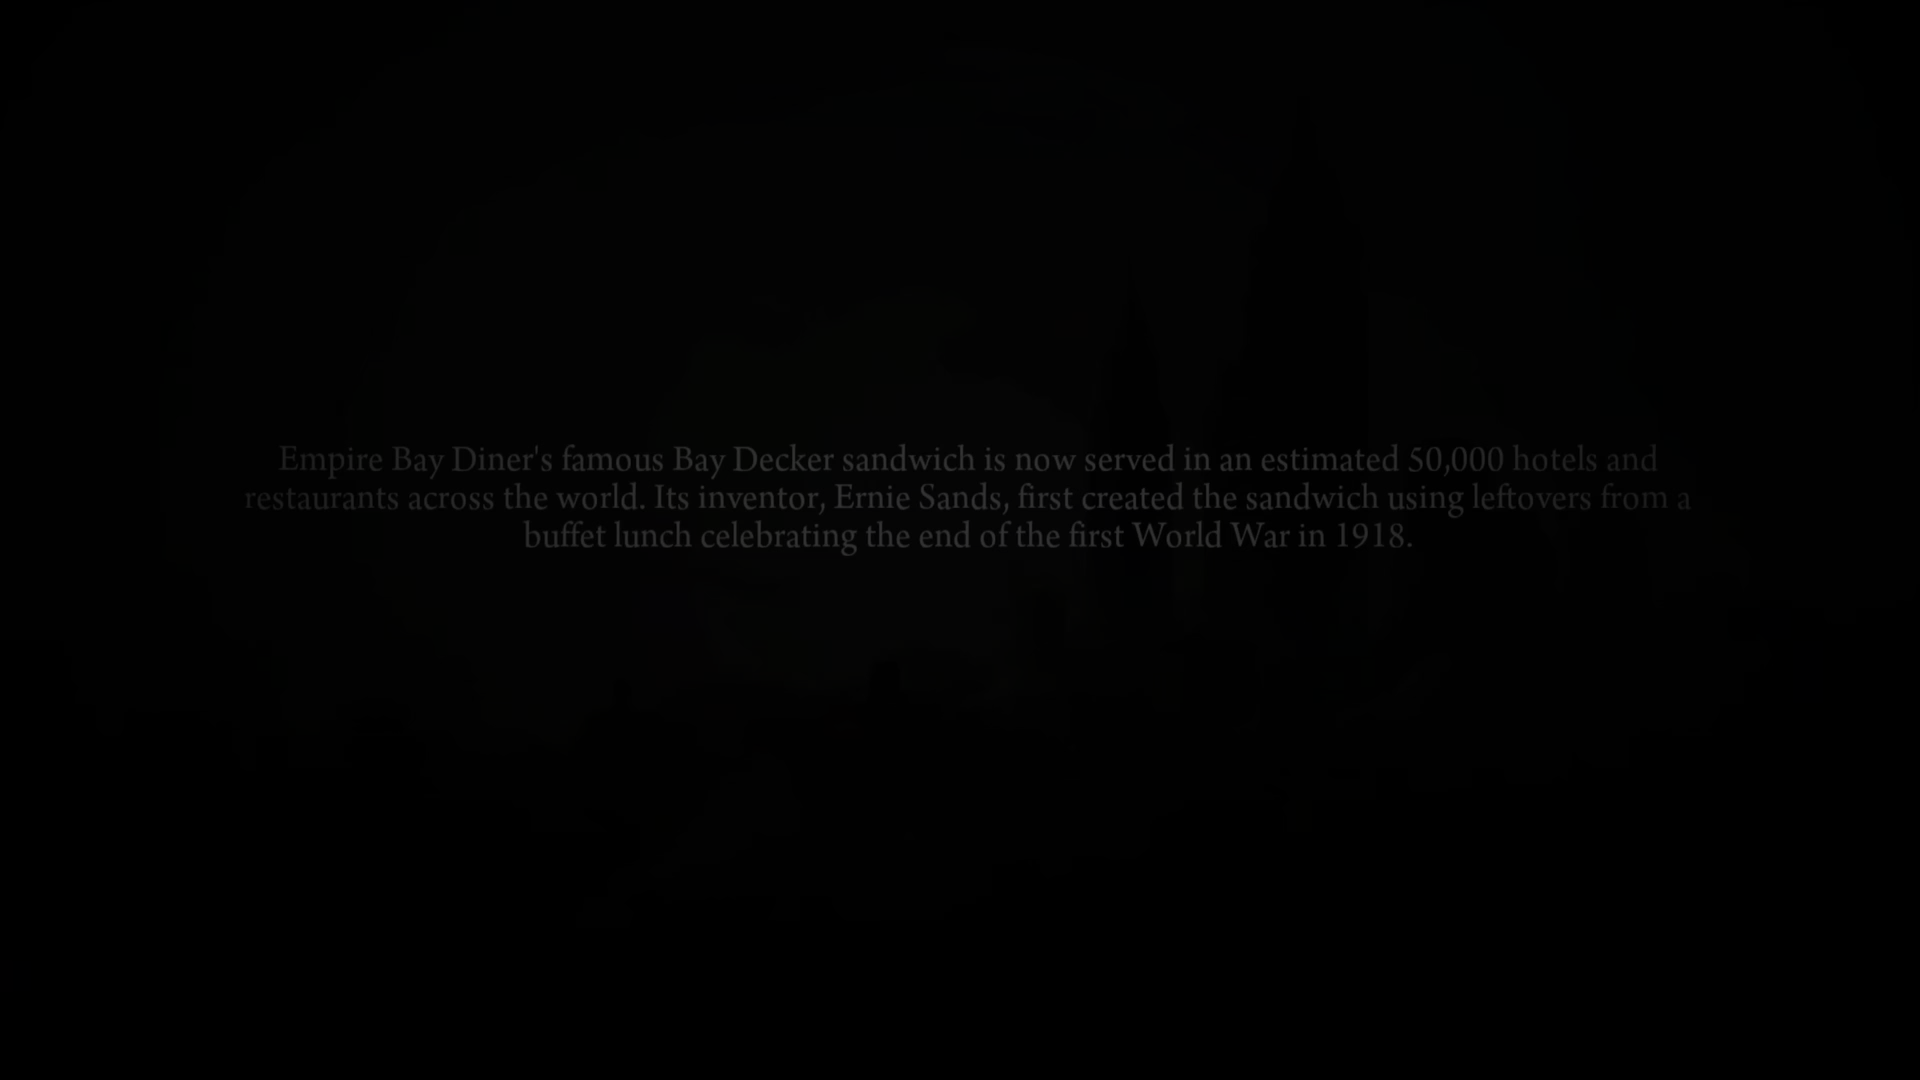 Empire Bay Diner's famous Bay Decker sandwich is now served in an estimated 50,000 hotels and
restaurants across the world. Its inventor, Ernie Sands, first created the sandwich using leftovers from a
buffet lunch celebrating the end of the first World War in 1918.